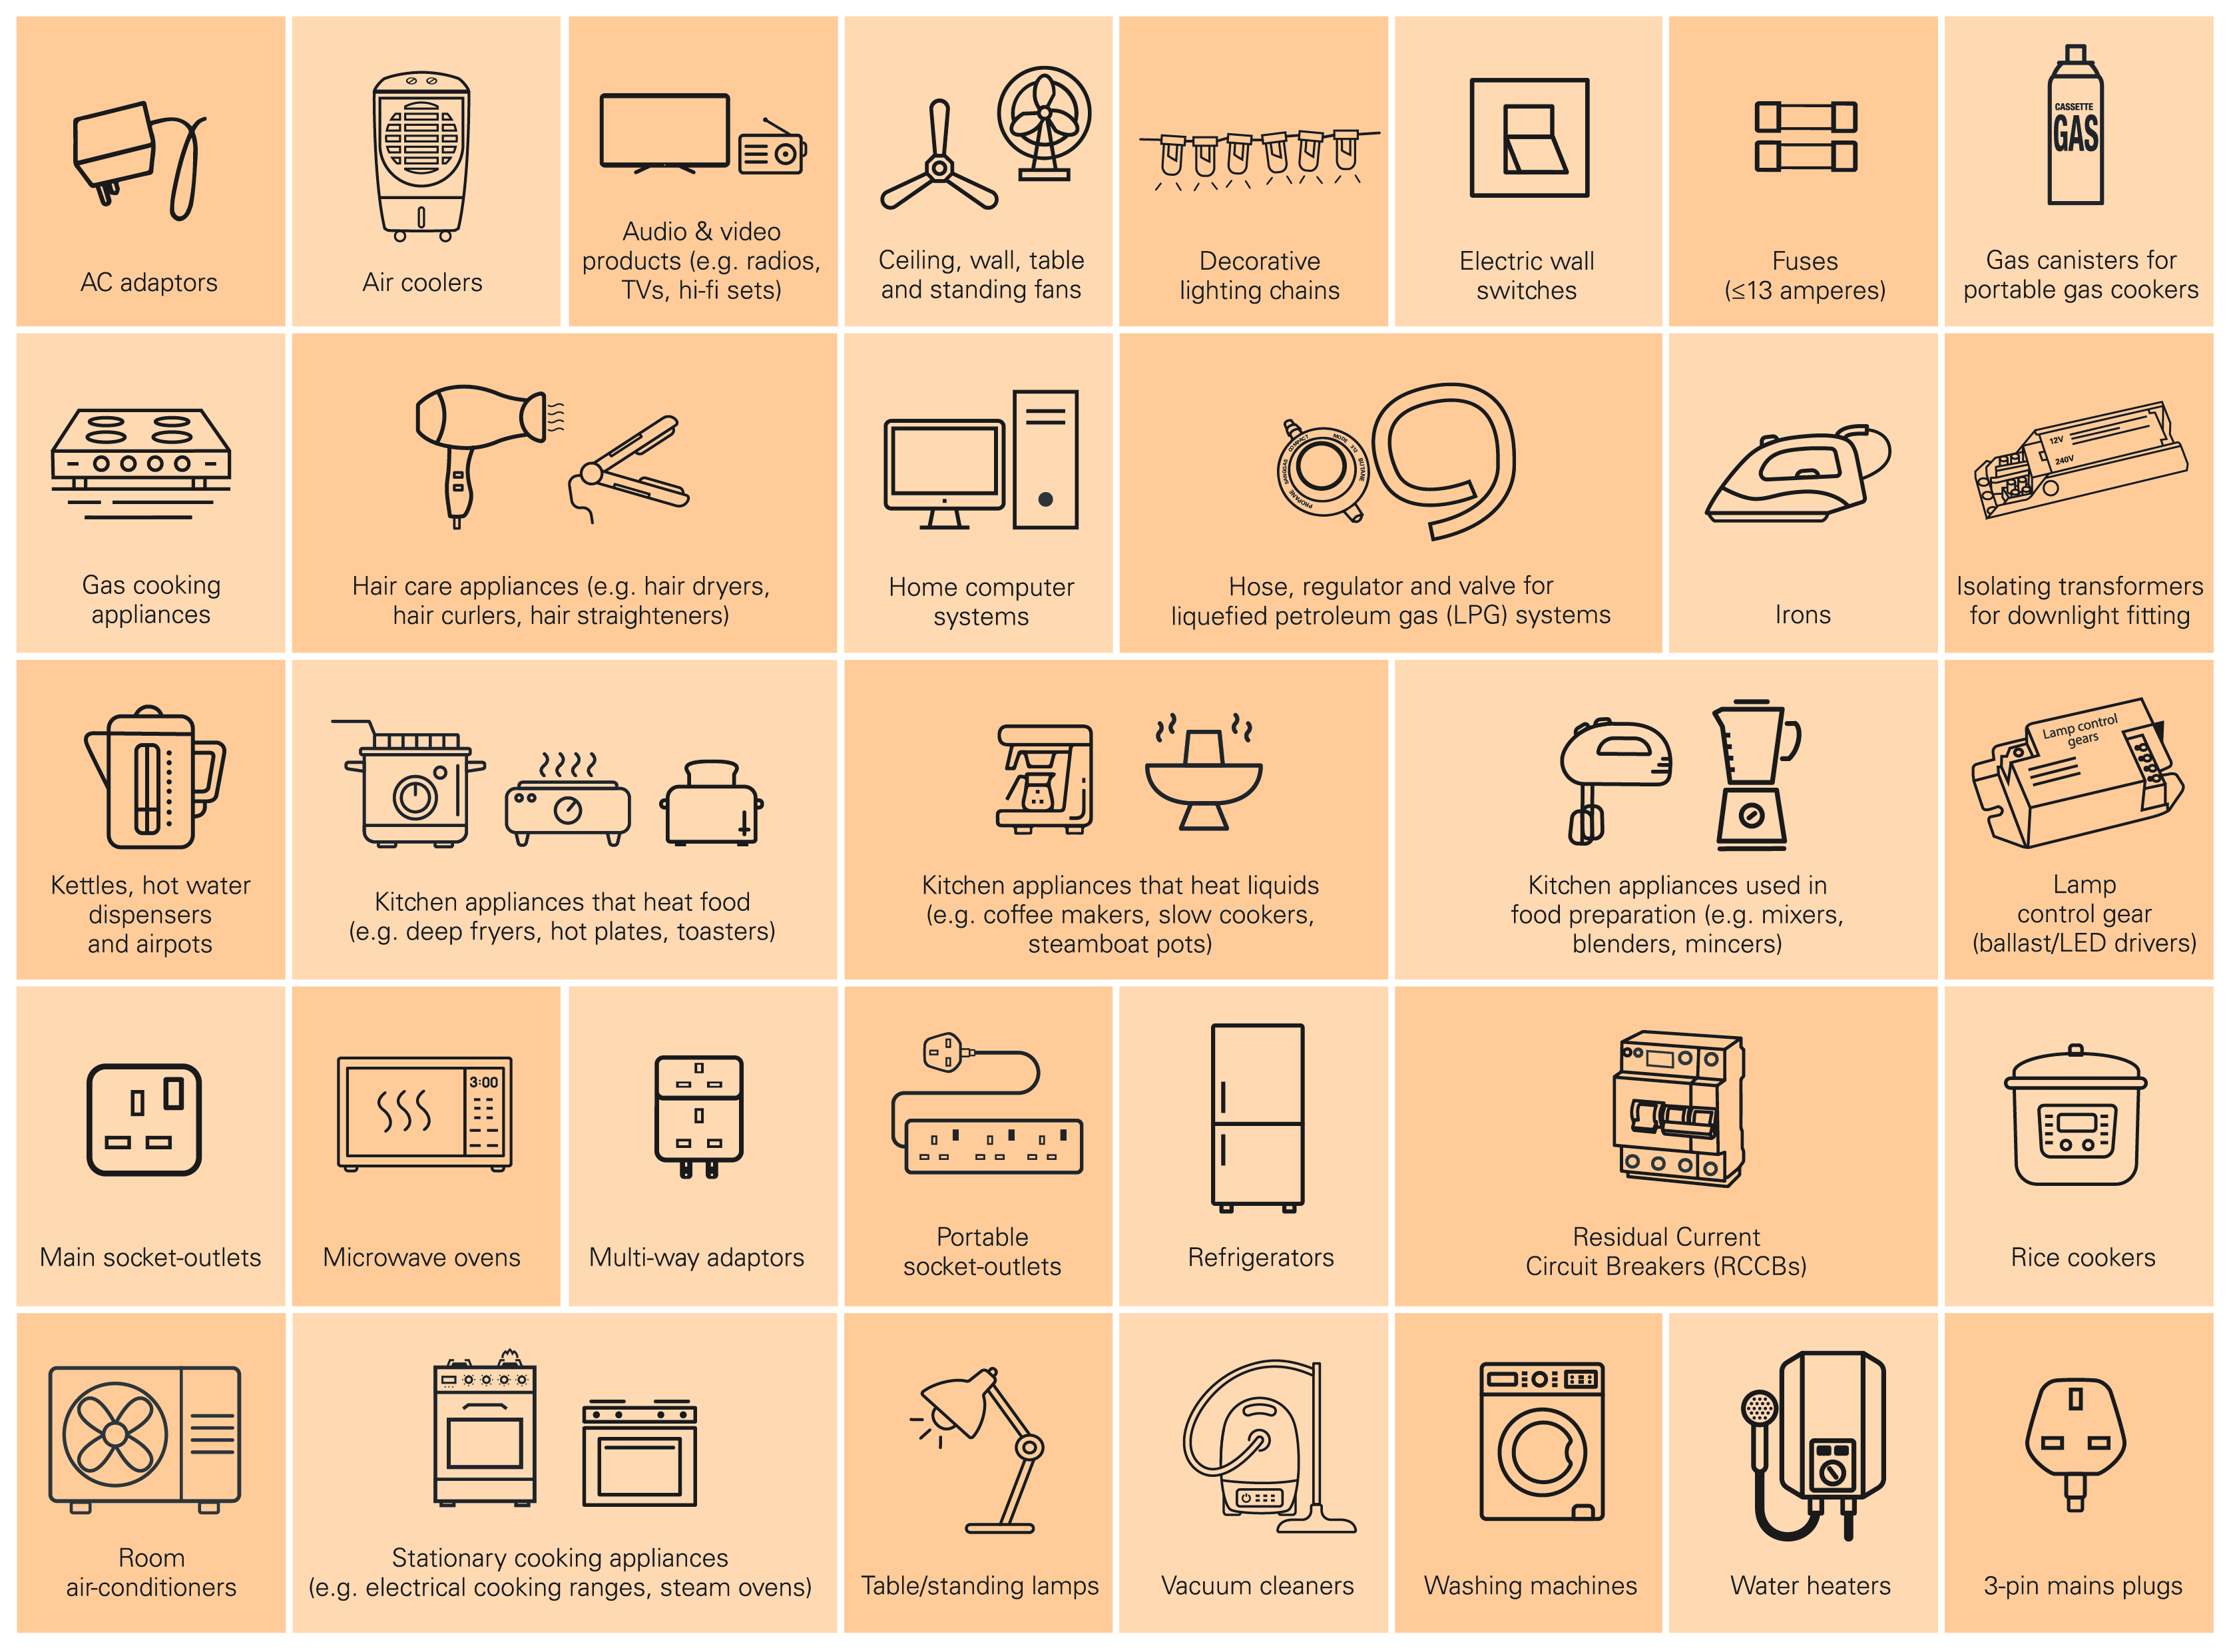 AC adaptors
Air coolers
Audio & video
products (e.g. radios,
TVs, hi-fi sets)
Ceiling, wall, table
and standing fans
Decorative
lighting chains
Electric wall
switches
Fuses
(≤13 amperes)
CASSETTE
GAS
Gas canisters for
portable gas cookers
Gas cooking
appliances
Hair care appliances (e.g. hair dryers,
hair curlers, hair straighteners)
Home computer
systems
COMPACT
MODE
BUTANE
PROPANE
Hose, regulator and valve for
liquefied petroleum gas (LPG) systems
Irons
12V
240V
Isolating transformers
for downlight fitting
Kettles, hot water
dispensers
and airpots
Kitchen appliances that heat food
(e.g. deep fryers, hot plates, toasters)
Kitchen appliances that heat liquids
(e.g. coffee makers, slow cookers,
steamboat pots)
Kitchen appliances used in
food preparation (e.g. mixers,
blenders, mincers)
Lamp control
gears
Lamp
control gear
(ballast/LED drivers)
Main socket-outlets
3:00
Microwave ovens
Multi-way adaptors
Portable
socket-outlets
Refrigerators
Residual Current
Circuit Breakers (RCCBs)
Rice cookers
Room
air-conditioners
Stationary cooking appliances
(e.g. electrical cooking ranges, steam ovens)
Table/standing lamps
Vacuum cleaners
Washing machines
Water heaters
3-pin mains plugs